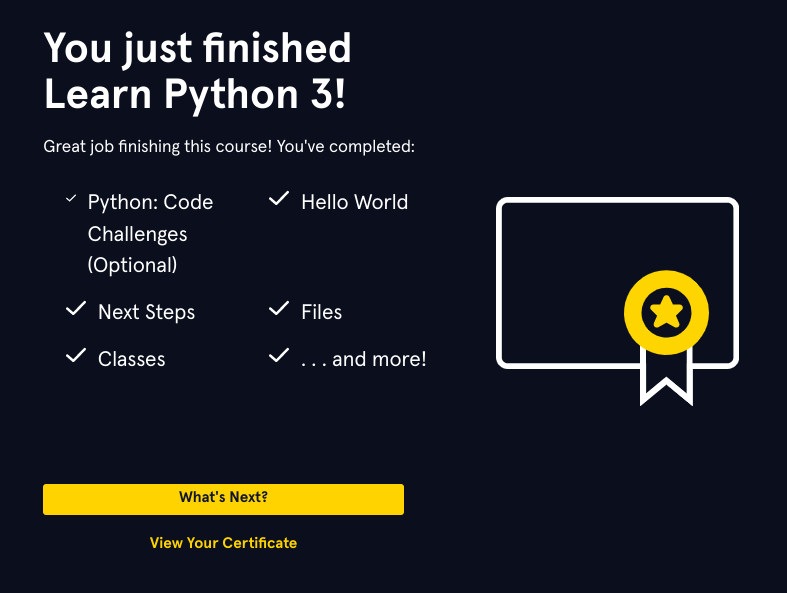 You just finished
Learn Python 3!
Great job finishing this course! You've completed:
Python: Code
Challenges
(Optional)
Hello World
Next Steps
Files
Classes
. . . and more!
What's Next?
View Your Certificate